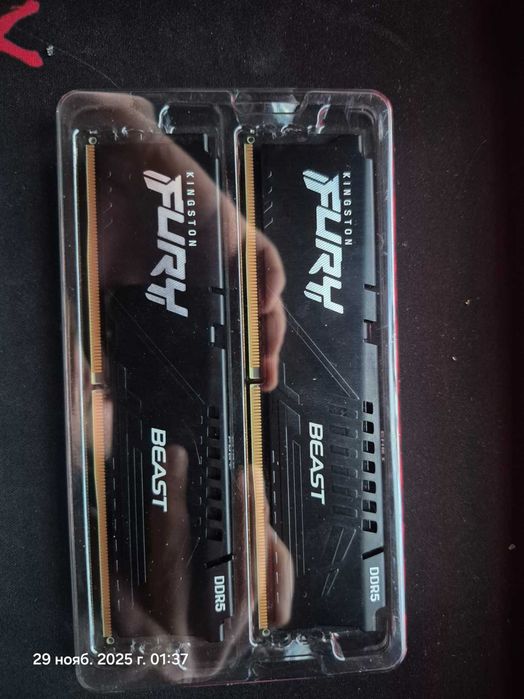 KINGSTON
FURY
BEAST
DDR5
KINGSTON
FURY
BEAST
DDR5
29 нояб. 2025 г. 01:37